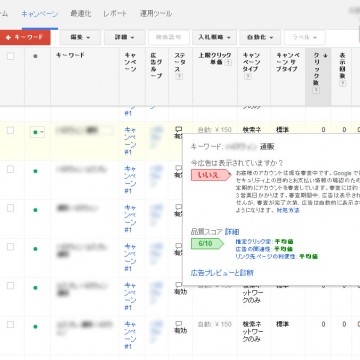 ーム キャンペーン 最適化 レポート 運用ツール
+ キーワード 編集 詳細 検索語句 入札戦略 自動化 ラベル
キーワード キャンペーン 広告グループ ステータス 上限クリック単価 キャンペーンタイプ キャンペーン サブタイプ クリック数 表示回数
#1
キャンペーン #1 有効 自動: ¥150 検索ネ 標準 0 0
キーワード: 通販
今広告は表示されていますか?
いいえ
お客様のアカウントは現在審査中です。Google で
セキュリティ上の目的とお支払い情報の確認のため
定期的にアカウントを審査しています。審査には約
3 営業日かかります。審査期間中、広告は表示され
せんが、審査が完了次第、広告は自動的に表示され
ようになります。 対処方法
品質スコア 詳細
6/10
推定クリック率: 平均値
広告の関連性: 平均値
リンク先ページの利便性: 平均値
広告プレビューと診断
キャンペーン #1
キャンペーン #1
キャンペーン #1
キャンペーン #1 有効 自動: ¥150 検索ネットワークのみ 標準 0 0
キャンペーン #1 有効 自動: ¥150 検索ネットワークのみ 標準 0 0